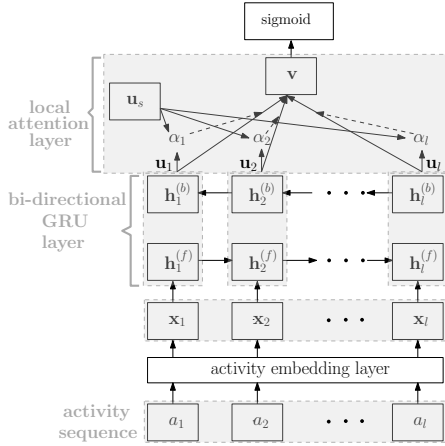 sigmoid
v
u_s
local
attention
layer
α_1 α_2 α_l
u_1 u_2 u_l
h_1^{(b)} h_2^{(b)} · · · h_l^{(b)}
bi-directional
GRU
layer
h_1^{(f)} h_2^{(f)} · · · h_l^{(f)}
x_1 x_2 · · · x_l
activity embedding layer
activity
sequence
a_1 a_2 · · · a_l